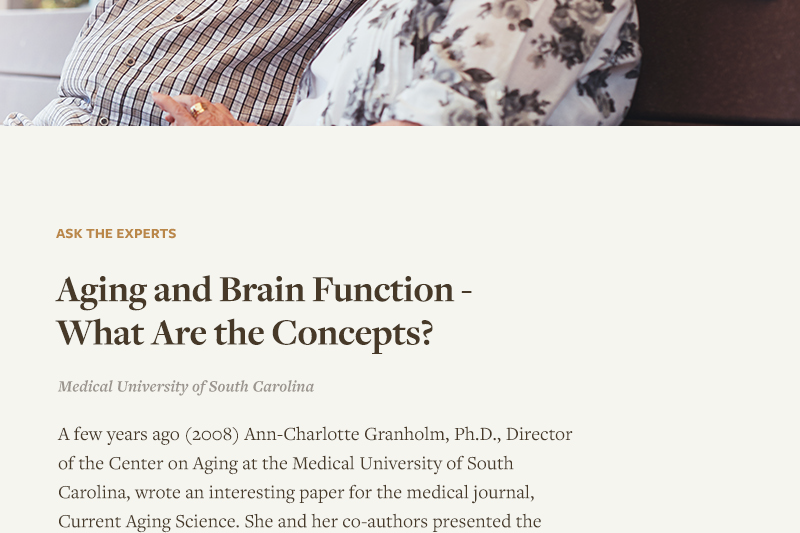 ASK THE EXPERTS
Aging and Brain Function -
What Are the Concepts?
Medical University of South Carolina
A few years ago (2008) Ann-Charlotte Granholm, Ph.D., Director
of the Center on Aging at the Medical University of South
Carolina, wrote an interesting paper for the medical journal,
Current Aging Science. She and her co-authors presented the